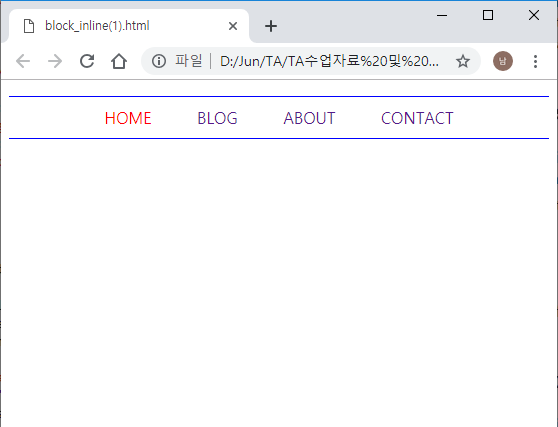 block_inline(1).html
파일 D:/Jun/TA/TA수업자료%20및%20... 남
HOME BLOG ABOUT CONTACT